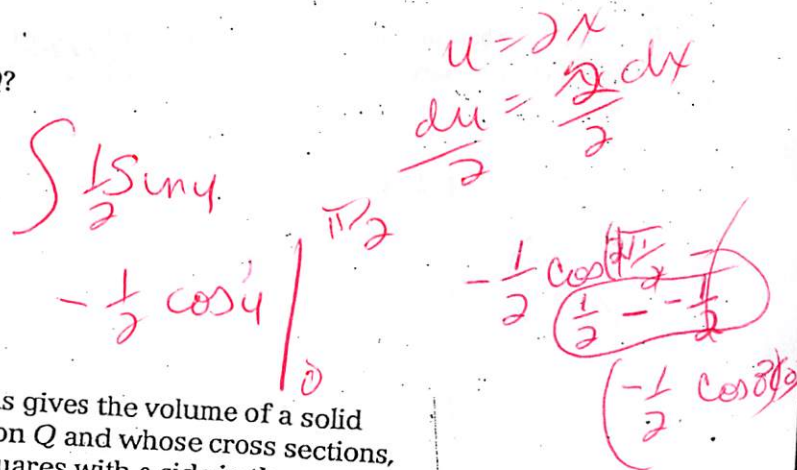 ?
u = 2x
du/2 = 2/2 dx
∫ 1/2 sin u
- 1/2 cos u | 0 π/2
- 1/2 cos
1/2 - - 1/2
(- 1/2 cos
s gives the volume of a solid
on Q and whose cross sections,
uares with a side in the